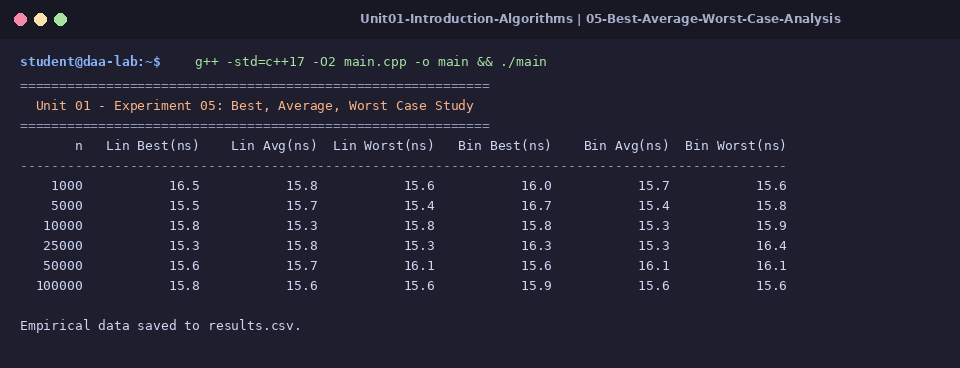 Unit01-Introduction-Algorithms | 05-Best-Average-Worst-Case-Analysis
student@daa-lab:~$ g++ -std=c++17 -O2 main.cpp -o main && ./main
============================================================
  Unit 01 - Experiment 05: Best, Average, Worst Case Study
============================================================
       n   Lin Best(ns)    Lin Avg(ns)  Lin Worst(ns)   Bin Best(ns)    Bin Avg(ns)  Bin Worst(ns)
--------------------------------------------------------------------------------------------------
    1000           16.5           15.8           15.6           16.0           15.7           15.6
    5000           15.5           15.7           15.4           16.7           15.4           15.8
   10000           15.8           15.3           15.8           15.8           15.3           15.9
   25000           15.3           15.8           15.3           16.3           15.3           16.4
   50000           15.6           15.7           16.1           15.6           16.1           16.1
  100000           15.8           15.6           15.6           15.9           15.6           15.6
Empirical data saved to results.csv.